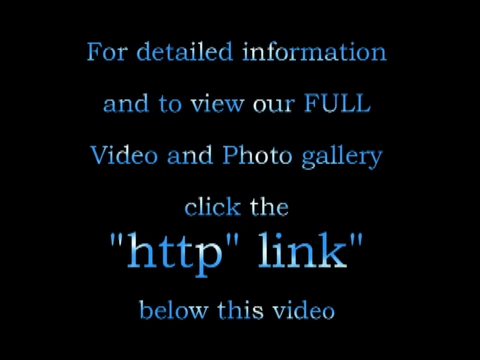 For detailed information
and to view our FULL
Video and Photo gallery
click the
"http" link"
below this video